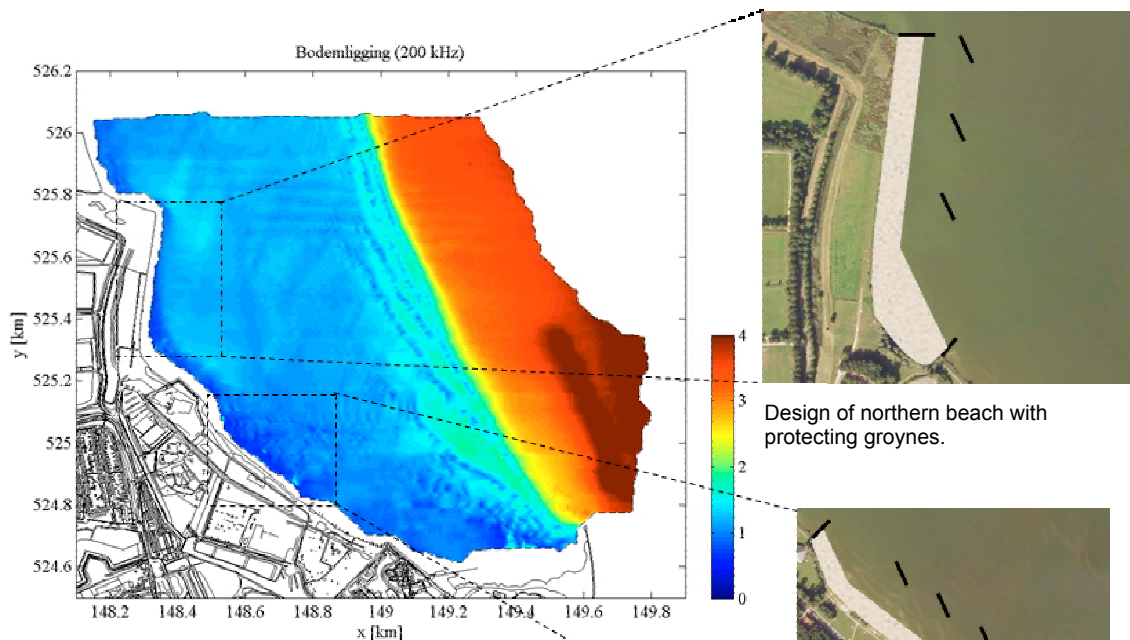 Bodemligging (200 kHz)
526.2
526
525.8
525.6
525.4
525.2
525
524.8
524.6
y [km]
148.2 148.4 148.6 148.8 149 149.2 149.4 149.6 149.8
x [km]
4
3
2
1
0
Design of northern beach with
protecting groynes.